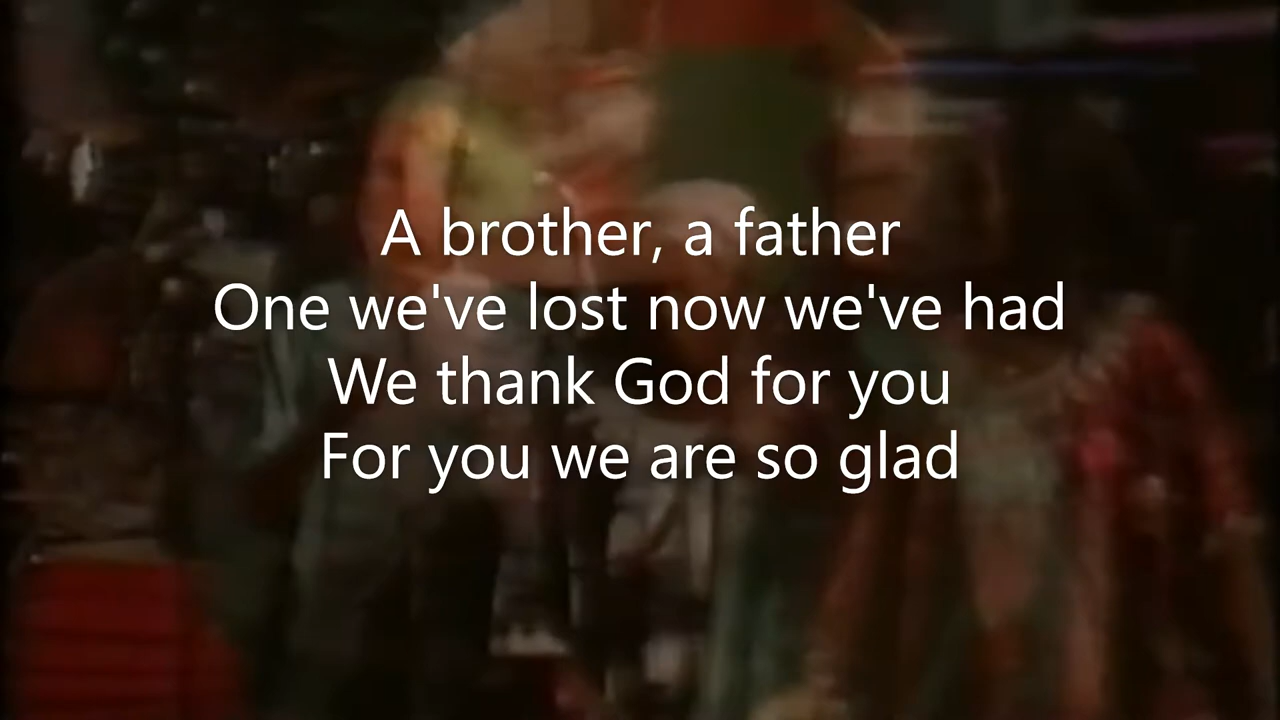 A brother, a father
One we've lost now we've had
We thank God for you
For you we are so glad